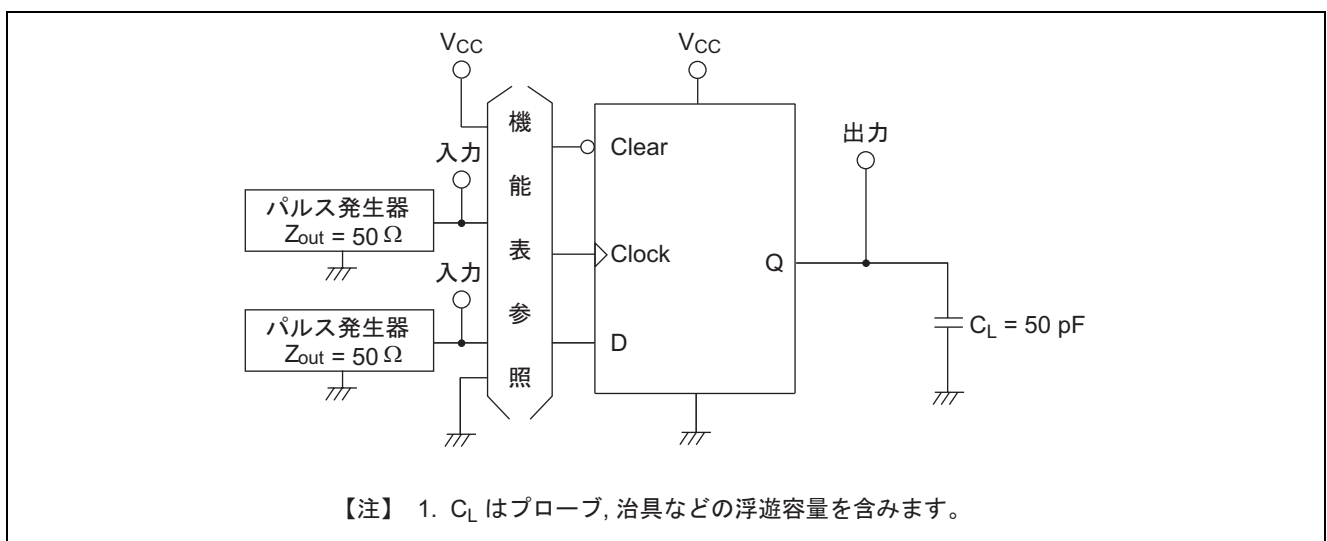 VCC
VCC
機能表参照
入力
パルス発生器
Zout = 50 Ω
入力
パルス発生器
Zout = 50 Ω
Clear
Clock
D
Q
出力
CL = 50 pF
【注】 1. CL はプローブ, 治具などの浮遊容量を含みます。